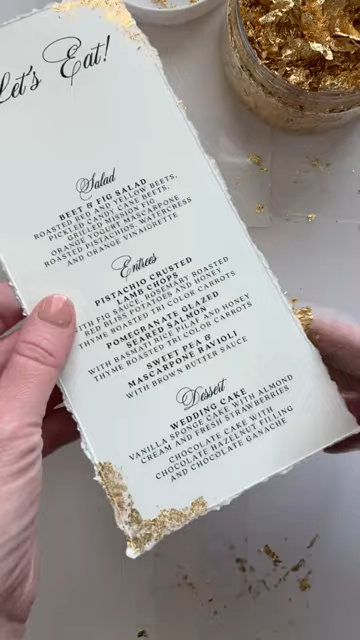 Let's Eat!
Salad
BEET & FIG SALAD
ROASTED RED AND YELLOW BEETS,
PICKLED CANDY CANE BEETS,
FRESH MISSION FIG,
ORANGE YOGURT MASCARPONE,
ROASTED PISTACHIOS, WATERCRESS
AND ORANGE VINAIGRETTE
Entrees
PISTACHIO CRUSTED
LAMB CHOPS
WITH FIG SAUCE, ROSEMARY ROASTED
RED BLISS POTATOES AND HONEY
THYME ROASTED TRI COLOR CARROTS
POMEGRANATE GLAZED
SEARED SALMON
WITH BASMATI RICE PILAF AND HONEY
THYME ROASTED TRI COLOR CARROTS
SWEET PEA &
MASCARPONE RAVIOLI
WITH BROWN BUTTER SAUCE
Dessert
WEDDING CAKE
VANILLA SPONGE CAKE WITH ALMOND
CREAM AND FRESH STRAWBERRIES
CHOCOLATE CAKE WITH
CHOCOLATE HAZELNUT FILLING
AND CHOCOLATE GANACHE